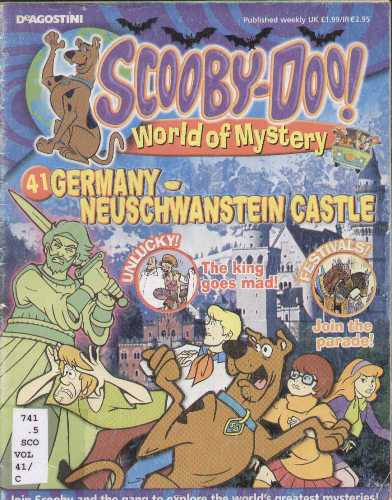 DeAGOSTINI
Published weekly UK £1.99/IR€2.95
SCOOBY-DOO!
World of Mystery
41 GERMANY -
NEUSCHWANSTEIN CASTLE
UNLUCKY!
The king
goes mad!
FESTIVALS!
Join the
parade!
741
.5
SCO
VOL
41/
C
Join Scooby and the gang to explore the world's greatest mysteries